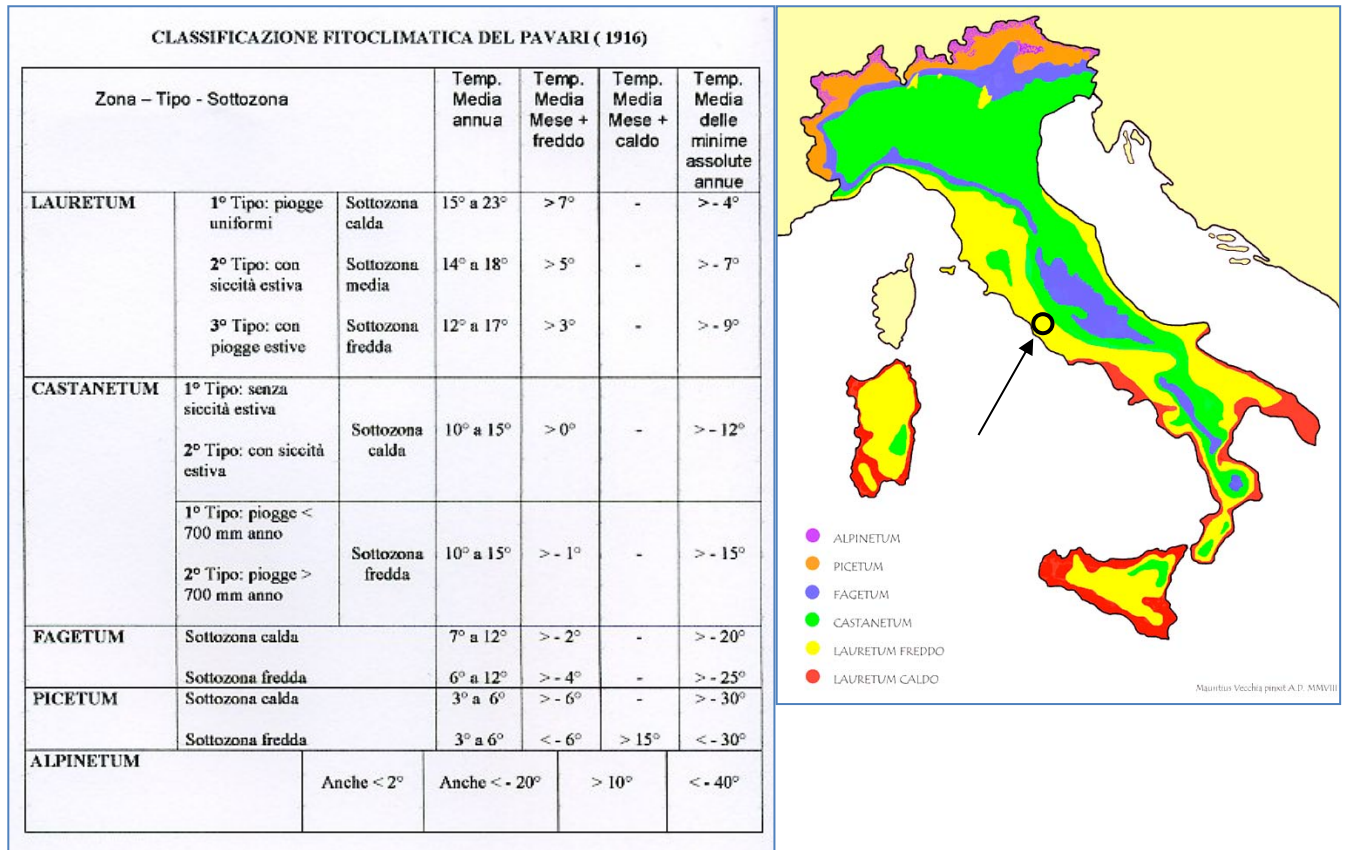 CLASSIFICAZIONE FITOCLIMATICA DEL PAVARI ( 1916)
Zona – Tipo - Sottozona
Temp. Media annua
Temp. Media Mese + freddo
Temp. Media Mese + caldo
Temp. Media delle minime assolute annue
LAURETUM
1° Tipo: piogge uniformi
Sottozona calda
15° a 23°
>7°
-
>- 4°
2° Tipo: con siccità estiva
Sottozona media
14° a 18°
> 5°
-
>- 7°
3° Tipo: con piogge estive
Sottozona fredda
12° a 17°
> 3°
-
>- 9°
CASTANETUM
1° Tipo: senza siccità estiva
2° Tipo: con siccità estiva
Sottozona calda
10° a 15°
> 0°
-
>- 12°
1° Tipo: piogge < 700 mm anno
2° Tipo: piogge > 700 mm anno
Sottozona fredda
10° a 15°
> - 1°
-
>- 15°
FAGETUM
Sottozona calda
7° a 12°
> - 2°
-
>- 20°
Sottozona fredda
6° a 12°
>- 4°
-
>- 25°
PICETUM
Sottozona calda
3° a 6°
> - 6°
-
>- 30°
Sottozona fredda
3° a 6°
< - 6°
> 15°
< - 30°
ALPINETUM
Anche < 2°
Anche < - 20°
> 10°
< - 40°
ALPINETUM
PICETUM
FAGETUM
CASTANETUM
LAURETUM FREDDO
LAURETUM CALDO
Mauritius Vecchia pinxit A.D. MMVIII